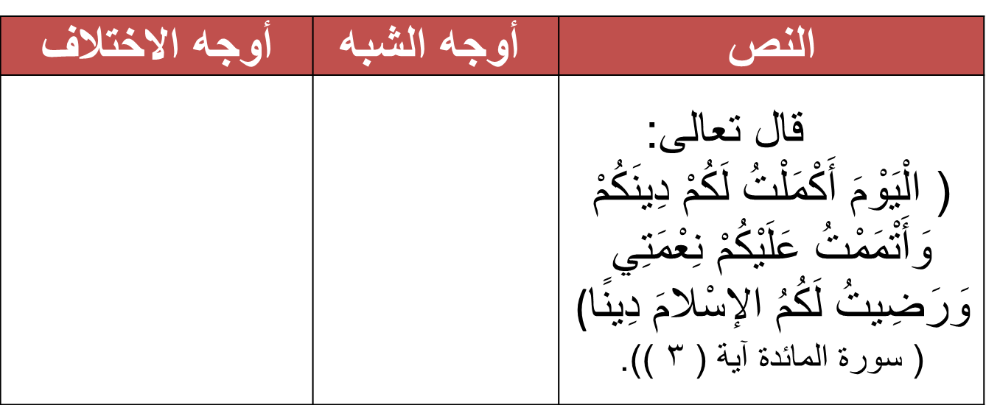 النص
أوجه الشبه
أوجه الاختلاف
قال تعالى:
( الْيَوْمَ أَكْمَلْتُ لَكُمْ دِينَكُمْ
وَأَتْمَمْتُ عَلَيْكُمْ نِعْمَتِي
وَرَضِيتُ لَكُمُ الإِسْلامَ دِينًا)
( سورة المائدة آية ( ٣ )).